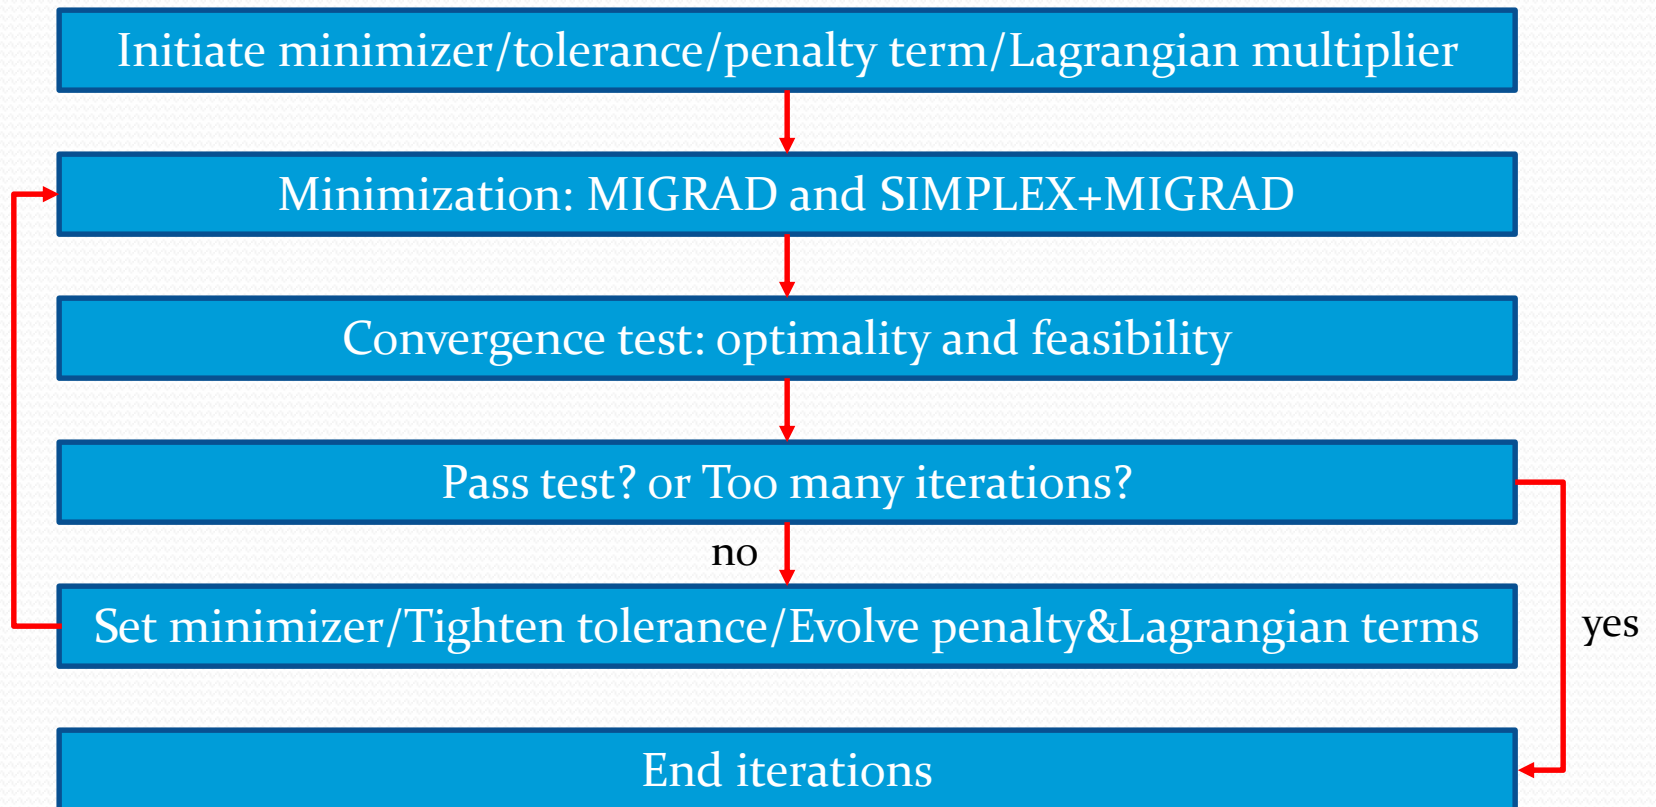 Initiate minimizer/tolerance/penalty term/Lagrangian multiplier
Minimization: MIGRAD and SIMPLEX+MIGRAD
Convergence test: optimality and feasibility
Pass test? or Too many iterations?
no
Set minimizer/Tighten tolerance/Evolve penalty&Lagrangian terms
yes
End iterations